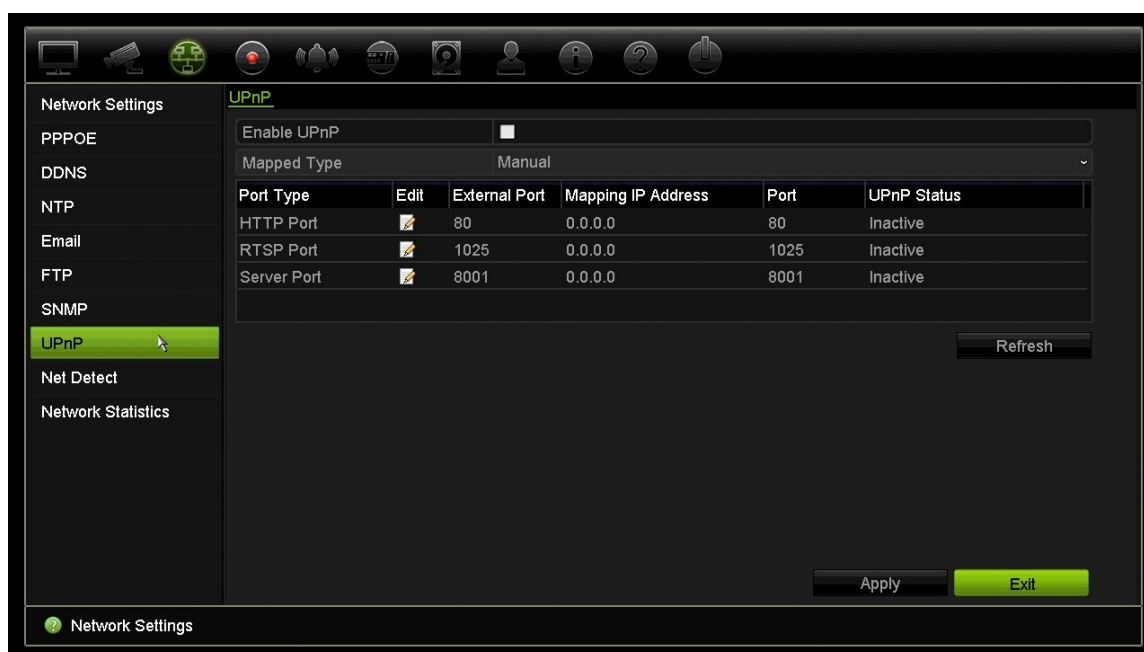 Network Settings
PPPOE
DDNS
NTP
Email
FTP
SNMP
UPnP
Net Detect
Network Statistics
UPnP
Enable UPnP
Mapped Type Manual
Port Type Edit External Port Mapping IP Address Port UPnP Status
HTTP Port 80 0.0.0.0 80 Inactive
RTSP Port 1025 0.0.0.0 1025 Inactive
Server Port 8001 0.0.0.0 8001 Inactive
Refresh
Apply Exit
? Network Settings